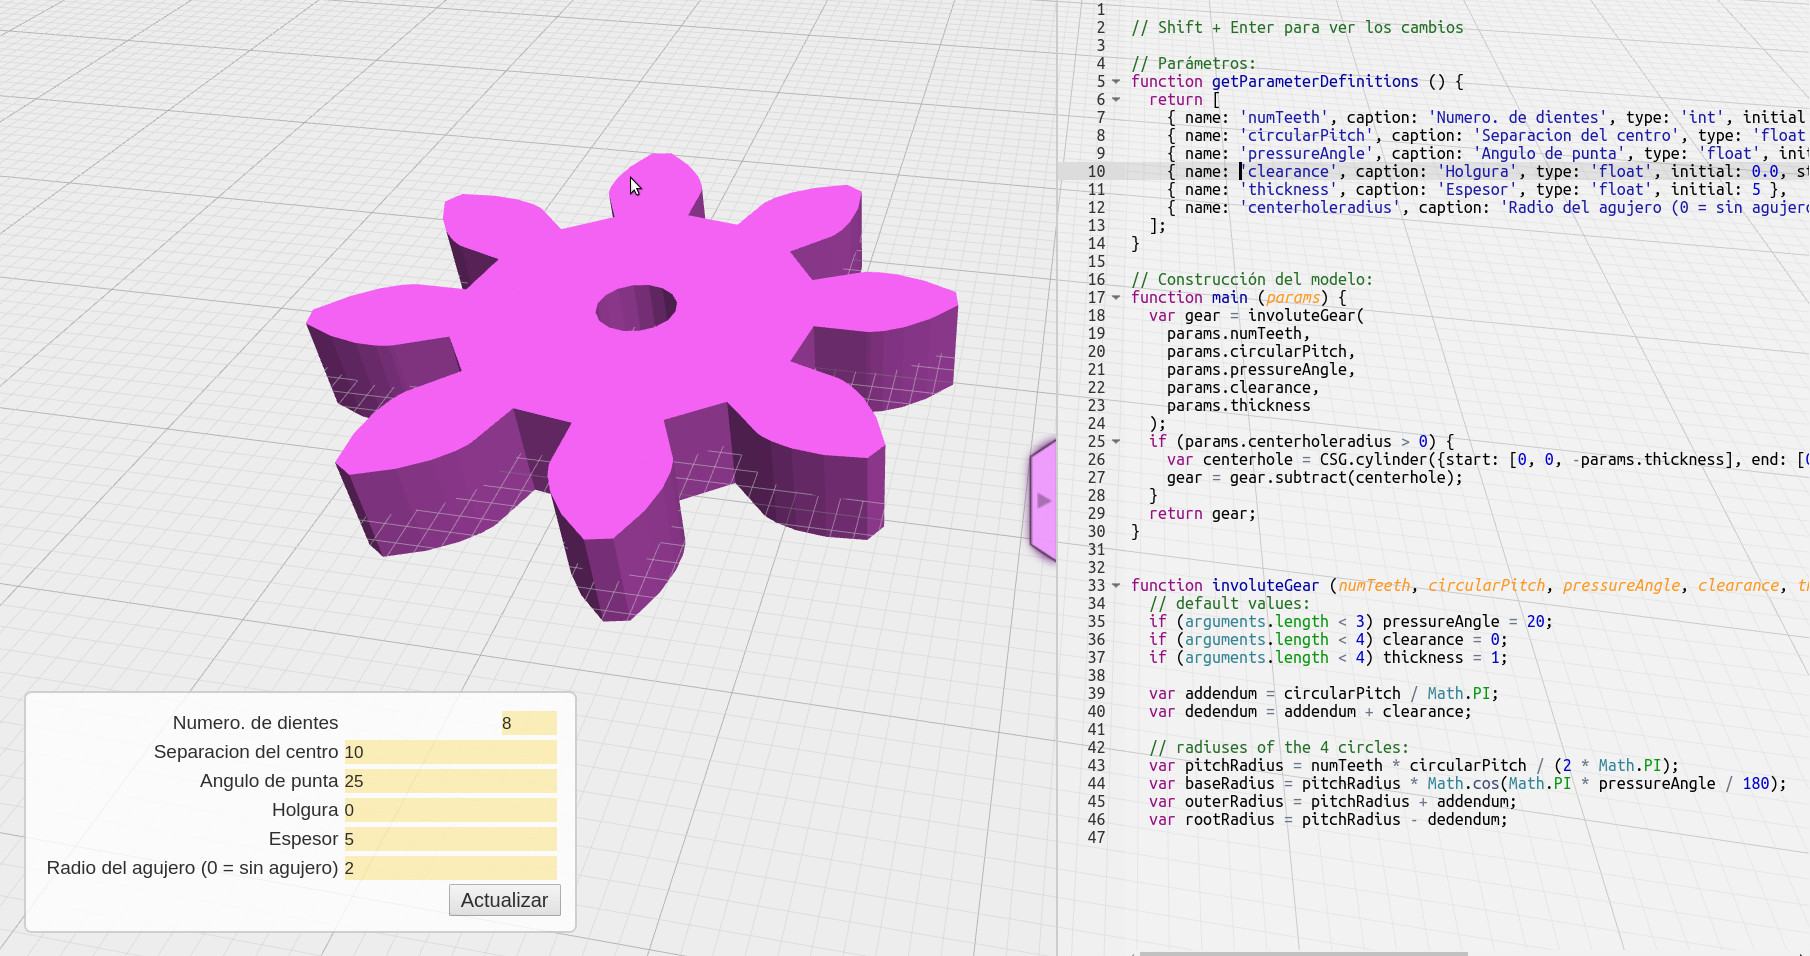 Numero. de dientes 8
Separacion del centro 10
Angulo de punta 25
Holgura 0
Espesor 5
Radio del agujero (0 = sin agujero) 2
Actualizar
1
2 // Shift + Enter para ver los cambios
3
4 // Parámetros:
5 function getParameterDefinitions () {
6 return [
7 { name: 'numTeeth', caption: 'Numero. de dientes', type: 'int', initial
8 { name: 'circularPitch', caption: 'Separacion del centro', type: 'float
9 { name: 'pressureAngle', caption: 'Angulo de punta', type: 'float', init
10 { name: 'clearance', caption: 'Holgura', type: 'float', initial: 0.0, st
11 { name: 'thickness', caption: 'Espesor', type: 'float', initial: 5 },
12 { name: 'centerholeradius', caption: 'Radio del agujero (0 = sin agujero
13 ];
14 }
15
16 // Construcción del modelo:
17 function main (params) {
18 var gear = involuteGear(
19 params.numTeeth,
20 params.circularPitch,
21 params.pressureAngle,
22 params.clearance,
23 params.thickness
24 );
25 if (params.centerholeradius > 0) {
26 var centerhole = CSG.cylinder({start: [0, 0, -params.thickness], end: [0
27 gear = gear.subtract(centerhole);
28 }
29 return gear;
30 }
31
32
33 function involuteGear (numTeeth, circularPitch, pressureAngle, clearance, th
34 // default values:
35 if (arguments.length < 3) pressureAngle = 20;
36 if (arguments.length < 4) clearance = 0;
37 if (arguments.length < 4) thickness = 1;
38
39 var addendum = circularPitch / Math.PI;
40 var dedendum = addendum + clearance;
41
42 // radiuses of the 4 circles:
43 var pitchRadius = numTeeth * circularPitch / (2 * Math.PI);
44 var baseRadius = pitchRadius * Math.cos(Math.PI * pressureAngle / 180);
45 var outerRadius = pitchRadius + addendum;
46 var rootRadius = pitchRadius - dedendum;
47